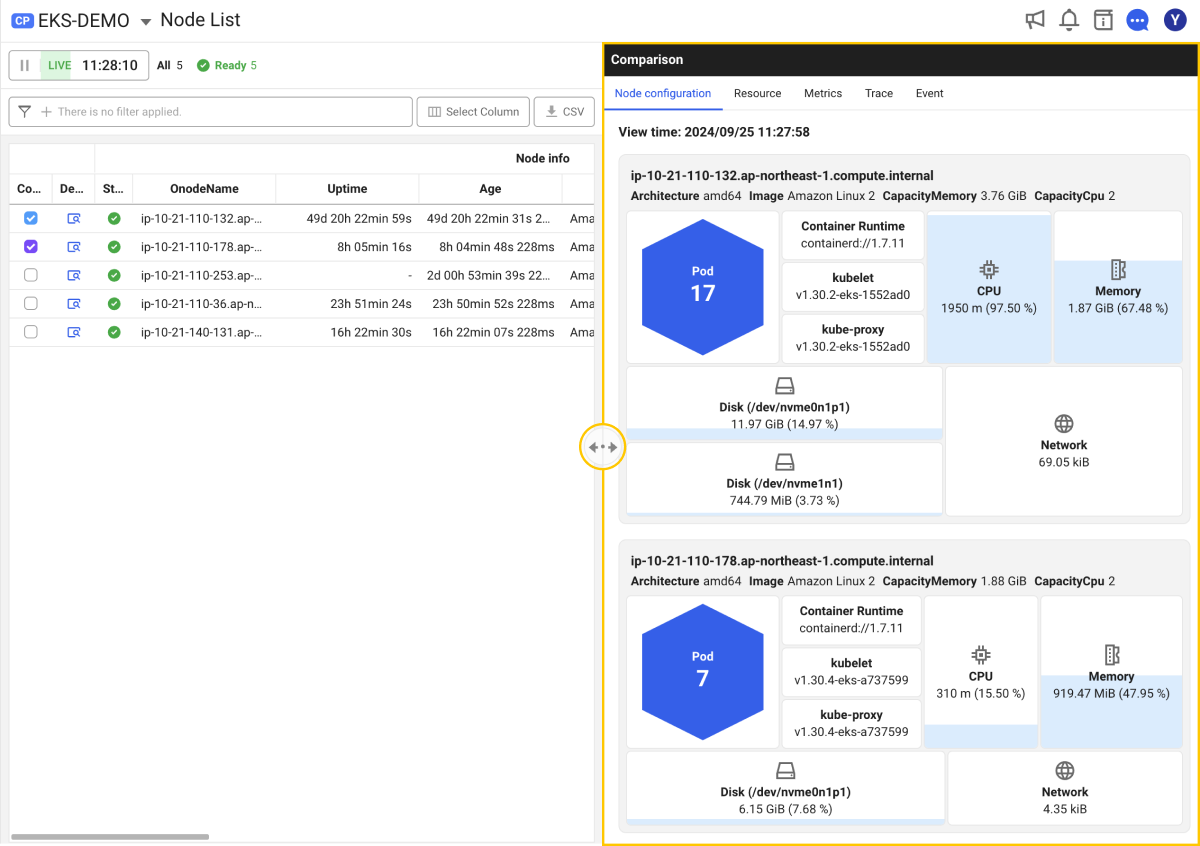 CP EKS-DEMO Node List
Y
LIVE 11:28:10 All 5 Ready 5
There is no filter applied.
Select Column
CSV
Node info
Co... De... St... OnodeName Uptime Age
ip-10-21-110-132.ap-... 49d 20h 22min 59s 49d 20h 22min 31s 2... Ama
ip-10-21-110-178.ap-... 8h 05min 16s 8h 04min 48s 228ms Ama
ip-10-21-110-253.ap-... - 2d 00h 53min 39s 22... Ama
ip-10-21-110-36.ap-n... 23h 51min 24s 23h 50min 52s 228ms Ama
ip-10-21-140-131.ap-... 16h 22min 30s 16h 22min 07s 228ms Ama
Comparison
Node configuration Resource Metrics Trace Event
View time: 2024/09/25 11:27:58
ip-10-21-110-132.ap-northeast-1.compute.internal
Architecture amd64 Image Amazon Linux 2 CapacityMemory 3.76 GiB CapacityCpu 2
Pod
17
Container Runtime
containerd://1.7.11
kubelet
v1.30.2-eks-1552ad0
kube-proxy
v1.30.2-eks-1552ad0
CPU
1950 m (97.50 %)
Memory
1.87 GiB (67.48 %)
Disk (/dev/nvme0n1p1)
11.97 GiB (14.97 %)
Disk (/dev/nvme1n1)
744.79 MiB (3.73 %)
Network
69.05 kiB
ip-10-21-110-178.ap-northeast-1.compute.internal
Architecture amd64 Image Amazon Linux 2 CapacityMemory 1.88 GiB CapacityCpu 2
Pod
7
Container Runtime
containerd://1.7.11
kubelet
v1.30.4-eks-a737599
kube-proxy
v1.30.4-eks-a737599
CPU
310 m (15.50 %)
Memory
919.47 MiB (47.95 %)
Disk (/dev/nvme0n1p1)
6.15 GiB (7.68 %)
Network
4.35 kiB